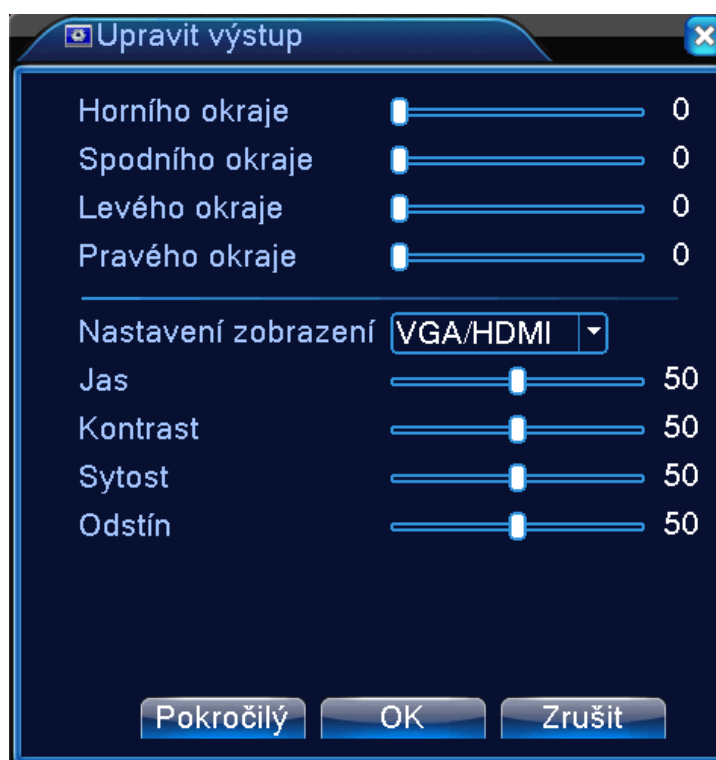 Upravit výstup
Horního okraje 0
Spodního okraje 0
Levého okraje 0
Pravého okraje 0
Nastavení zobrazení VGA/HDMI
Jas 50
Kontrast 50
Sytost 50
Odstín 50
Pokročilý OK Zrušit